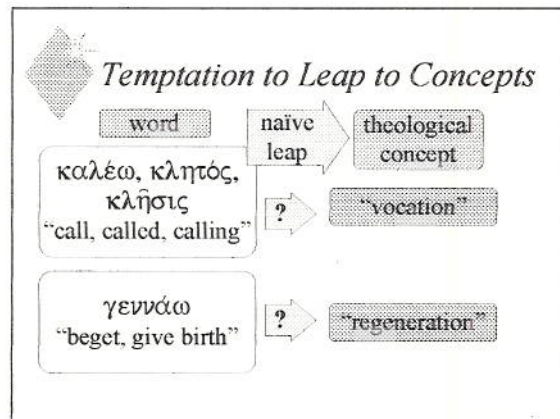 Temptation to Leap to Concepts
word
naïve
leap
theological
concept
καλέω, κλητός,
κλῆσις
“call, called, calling”
?
“vocation”
γεννάω
“beget, give birth”
?
“regeneration”